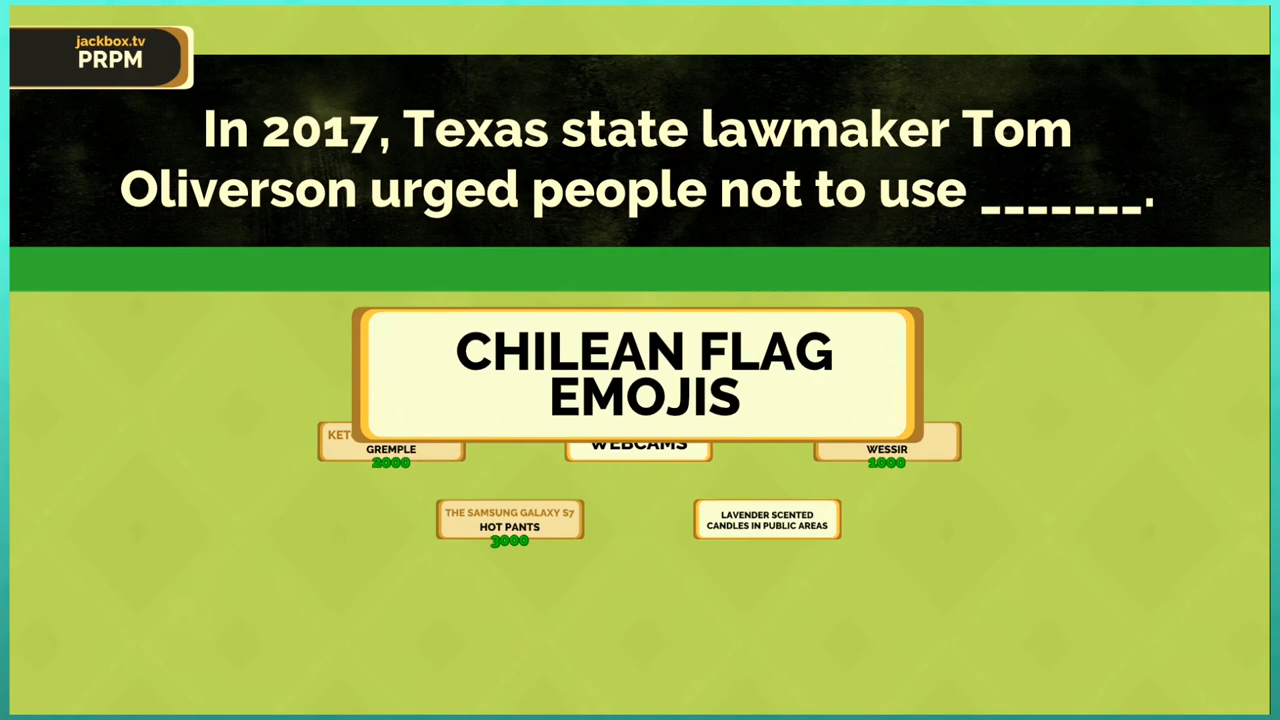 jackbox.tv
PRPM
In 2017, Texas state lawmaker Tom
Oliverson urged people not to use _______.
CHILEAN FLAG
EMOJIS
GREMPLE
2000
WEBCAMS
WESSIR
1000
THE SAMSUNG GALAXY S7
HOT PANTS
3000
LAVENDER SCENTED
CANDLES IN PUBLIC AREAS